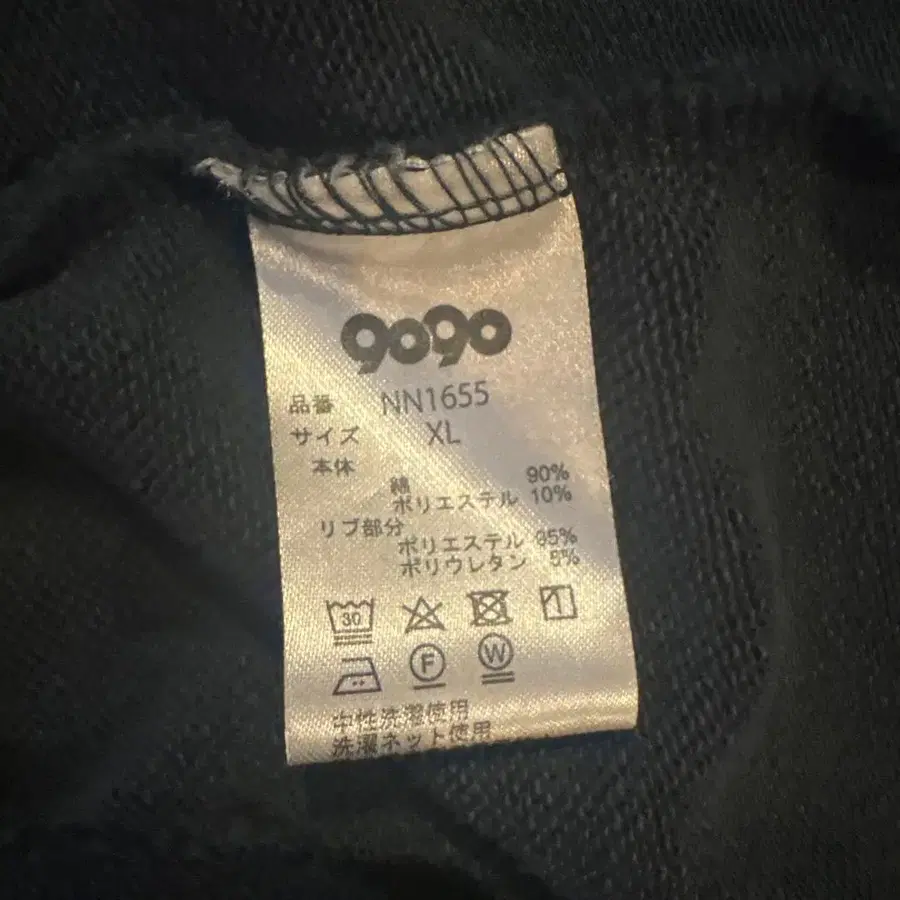 9090
品番 NN1655
サイズ XL
本体
綿 90%
ポリエステル 10%
リブ部分
ポリエステル 95%
ポリウレタン 5%
30
F W
中性洗濯使用
洗濯ネット使用